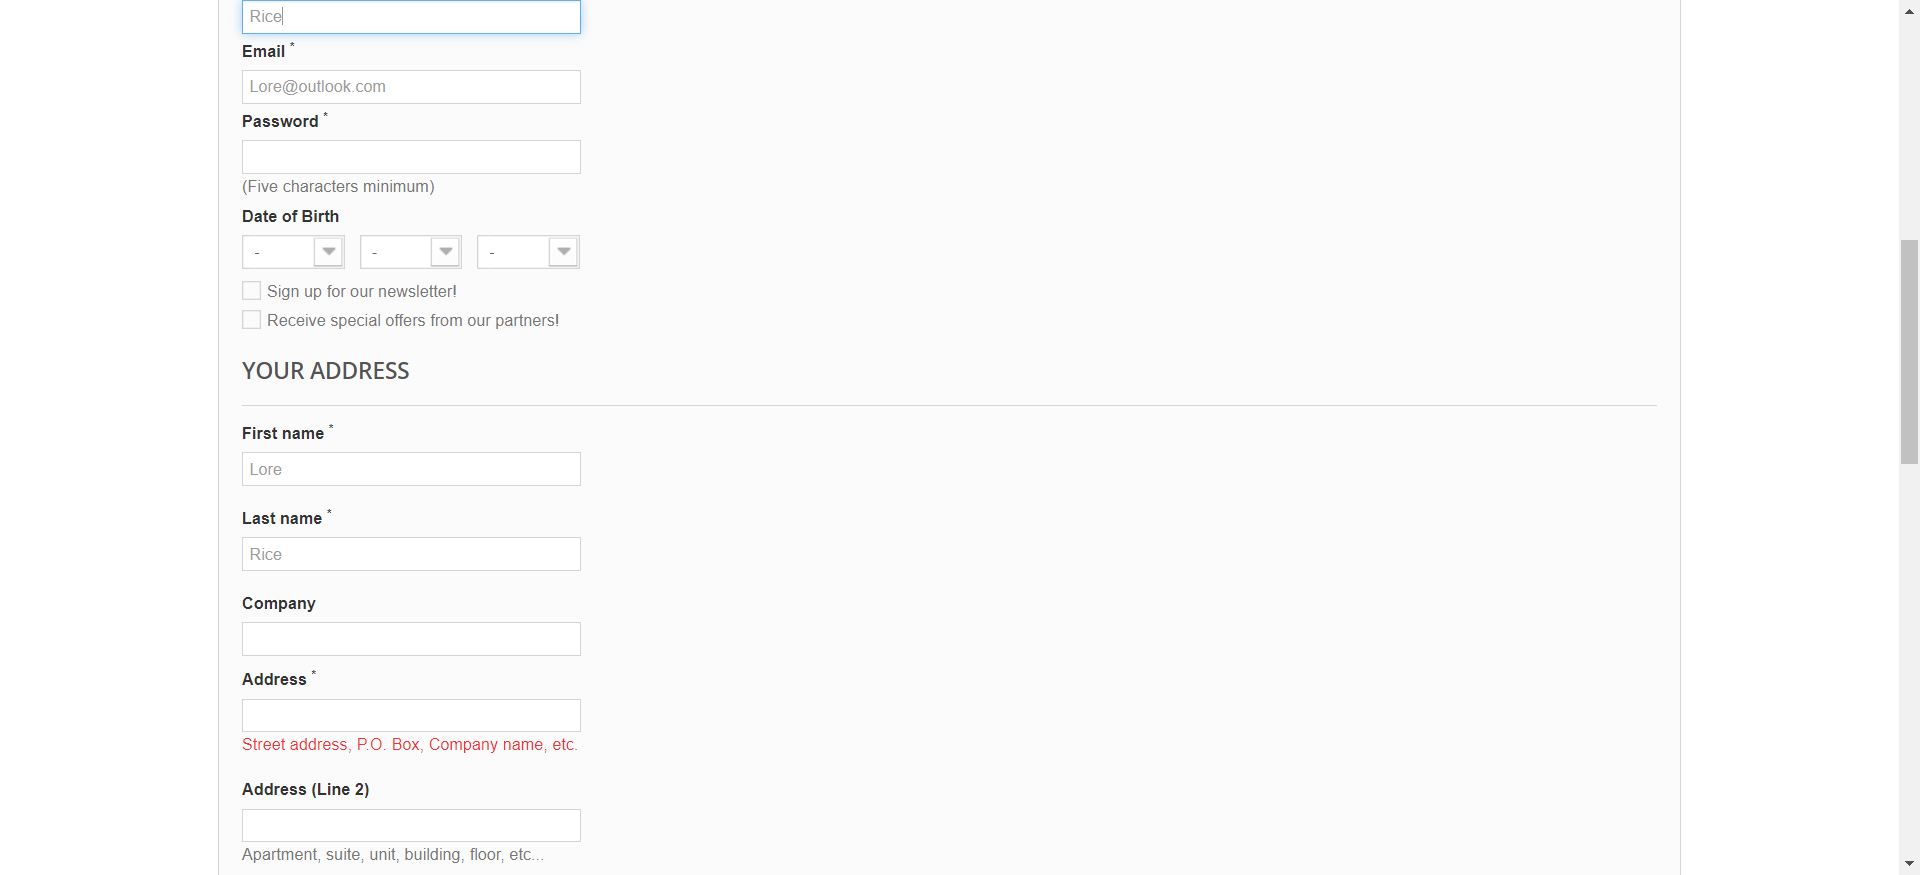 Rice
Email *
Lore@outlook.com
Password *
(Five characters minimum)
Date of Birth
- - -
Sign up for our newsletter!
Receive special offers from our partners!
YOUR ADDRESS
First name *
Lore
Last name *
Rice
Company
Address *
Street address, P.O. Box, Company name, etc.
Address (Line 2)
Apartment, suite, unit, building, floor, etc...